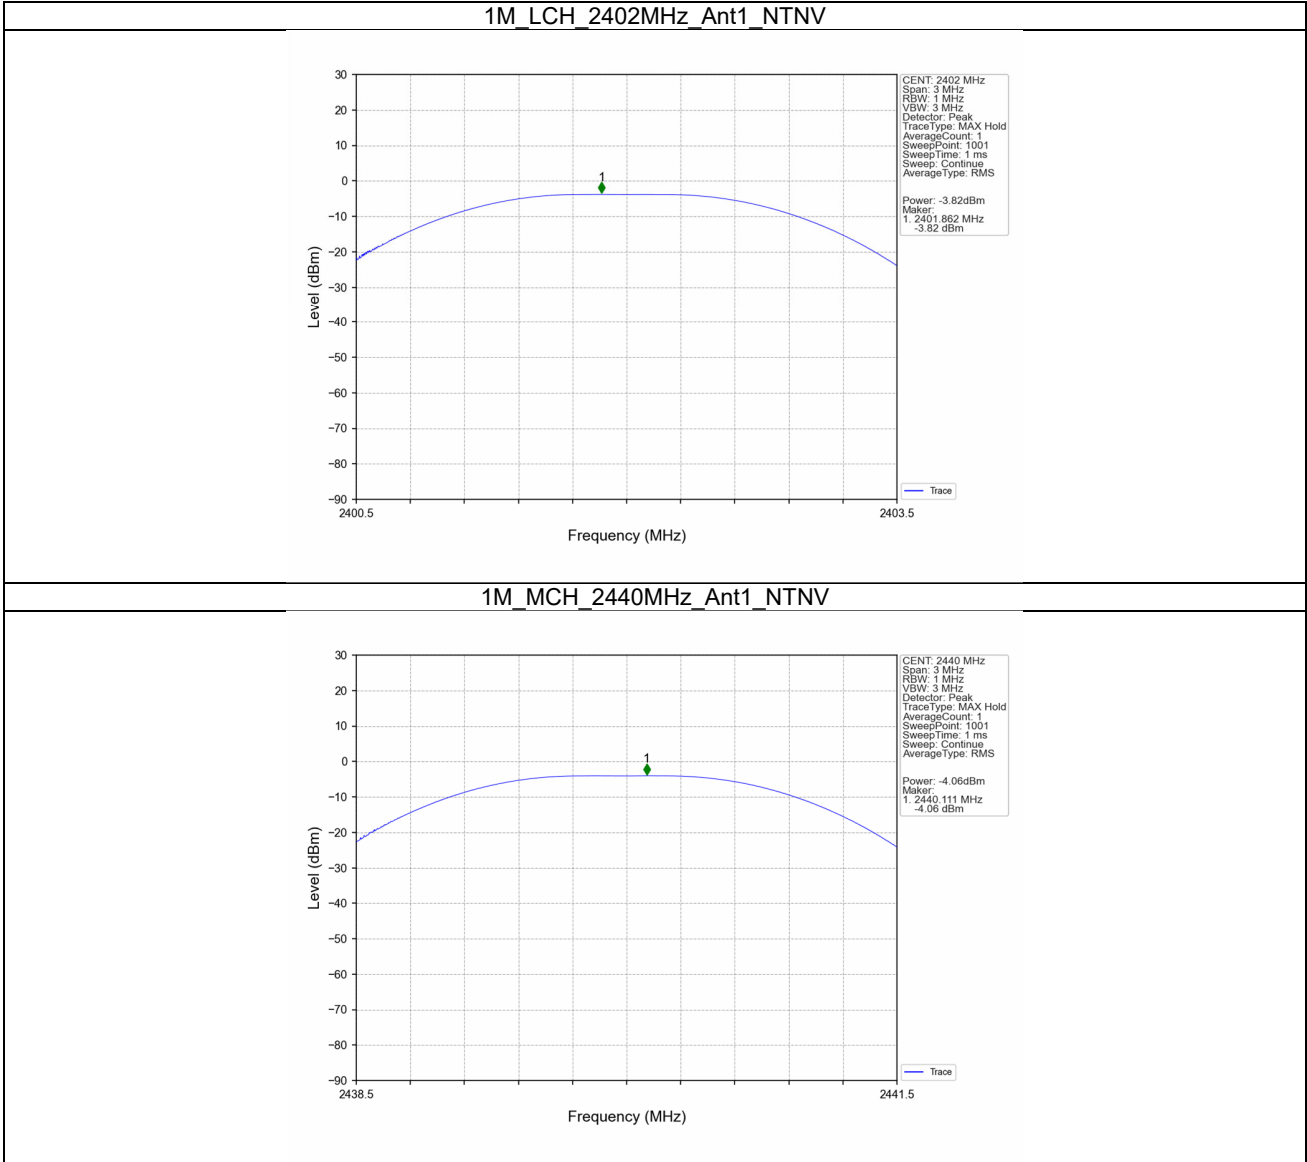 1M_LCH_2402MHz_Ant1_NTNV
30
20
10
0
−10
−20
−30
−40
−50
−60
−70
−80
−90
Level (dBm)
1
2400.5
2403.5
Frequency (MHz)
CENT: 2402 MHz
Span: 3 MHz
RBW: 1 MHz
VBW: 3 MHz
Detector: Peak
TraceType: MAX Hold
AverageCount: 1
SweepPoint: 1001
SweepTime: 1 ms
Sweep: Continue
AverageType: RMS
Power: -3.82dBm
Maker:
1. 2401.862 MHz
-3.82 dBm
Trace
1M_MCH_2440MHz_Ant1_NTNV
30
20
10
0
−10
−20
−30
−40
−50
−60
−70
−80
−90
Level (dBm)
1
2438.5
2441.5
Frequency (MHz)
CENT: 2440 MHz
Span: 3 MHz
RBW: 1 MHz
VBW: 3 MHz
Detector: Peak
TraceType: MAX Hold
AverageCount: 1
SweepPoint: 1001
SweepTime: 1 ms
Sweep: Continue
AverageType: RMS
Power: -4.06dBm
Maker:
1. 2440.111 MHz
-4.06 dBm
Trace